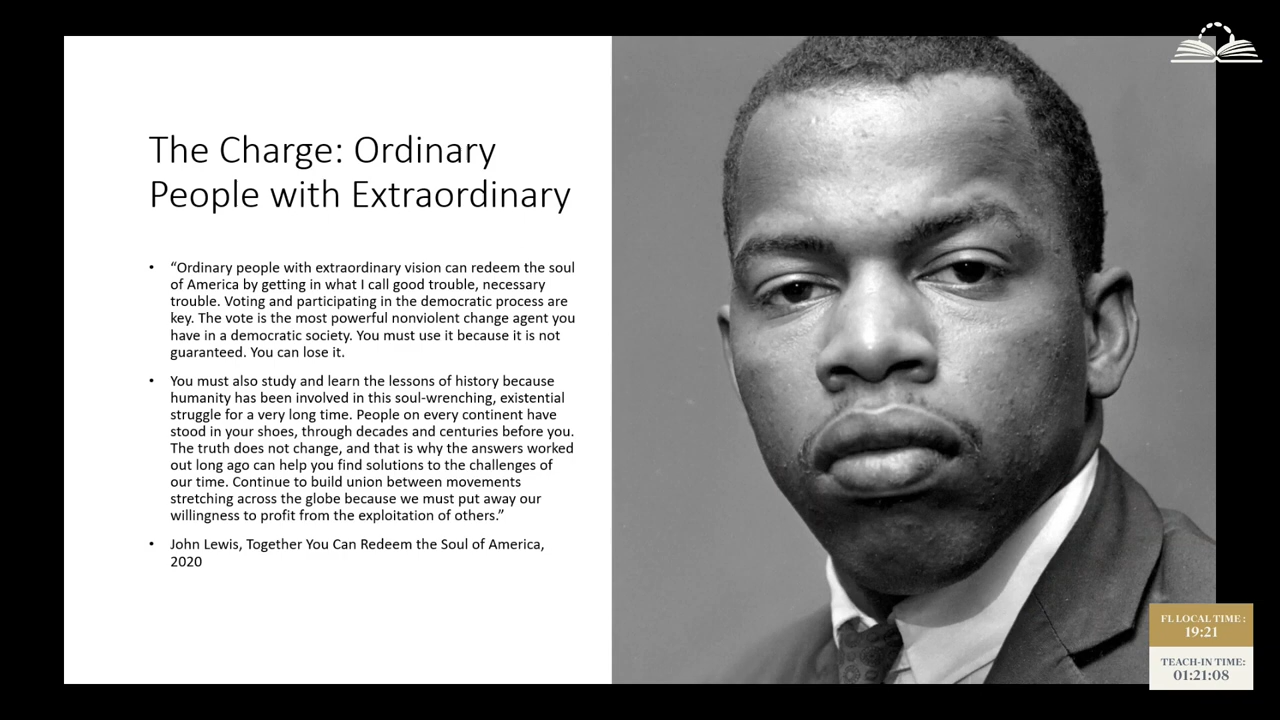 The Charge: Ordinary
People with Extraordinary
• “Ordinary people with extraordinary vision can redeem the soul
of America by getting in what I call good trouble, necessary
trouble. Voting and participating in the democratic process are
key. The vote is the most powerful nonviolent change agent you
have in a democratic society. You must use it because it is not
guaranteed. You can lose it.
• You must also study and learn the lessons of history because
humanity has been involved in this soul-wrenching, existential
struggle for a very long time. People on every continent have
stood in your shoes, through decades and centuries before you.
The truth does not change, and that is why the answers worked
out long ago can help you find solutions to the challenges of
our time. Continue to build union between movements
stretching across the globe because we must put away our
willingness to profit from the exploitation of others.”
• John Lewis, Together You Can Redeem the Soul of America,
2020
FL LOCAL TIME :
19:21
TEACH-IN TIME:
01:21:08